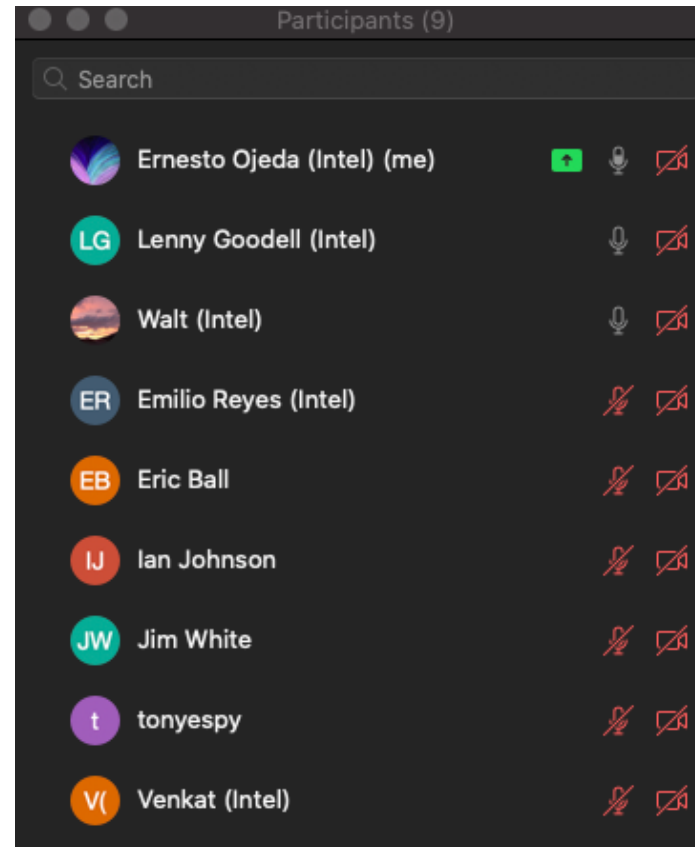 Participants (9)
Search
Ernesto Ojeda (Intel) (me)
LG Lenny Goodell (Intel)
Walt (Intel)
ER Emilio Reyes (Intel)
EB Eric Ball
IJ Ian Johnson
JW Jim White
t tonyespy
V( Venkat (Intel)